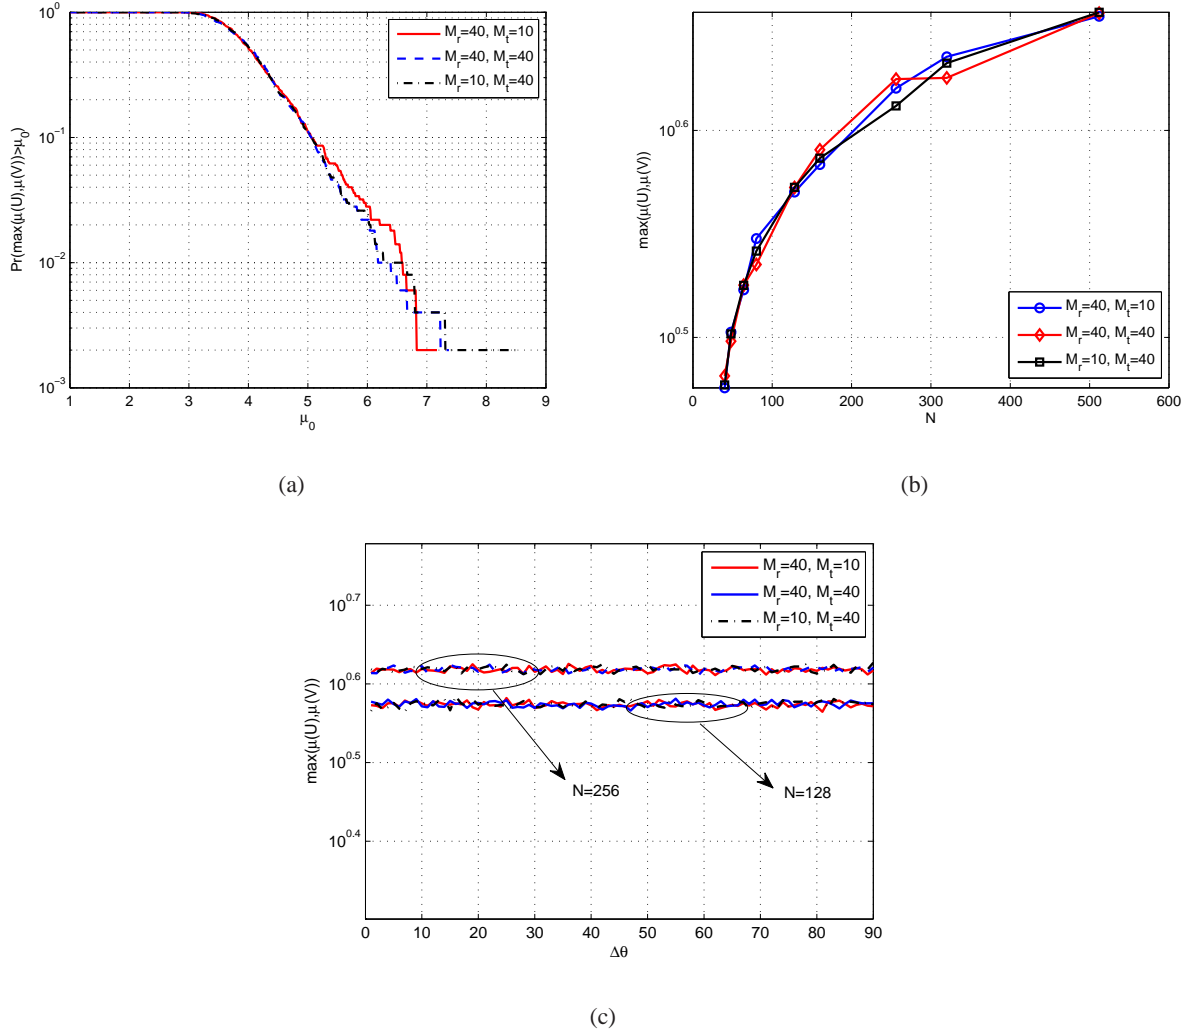 10^0
10^-1
10^-2
10^-3
Pr(max(μ(U),μ(V))>μ_0)
1 2 3 4 5 6 7 8 9
μ_0
M_r=40, M_t=10
M_r=40, M_t=40
M_r=10, M_t=40
(a)
10^0.6
10^0.5
max(μ(U),μ(V))
0 100 200 300 400 500 600
N
M_r=40, M_t=10
M_r=40, M_t=40
M_r=10, M_t=40
(b)
10^0.7
10^0.6
10^0.5
10^0.4
max(μ(U),μ(V))
0 10 20 30 40 50 60 70 80 90
Δθ
M_r=40, M_t=10
M_r=40, M_t=40
M_r=10, M_t=40
N=256
N=128
(c)